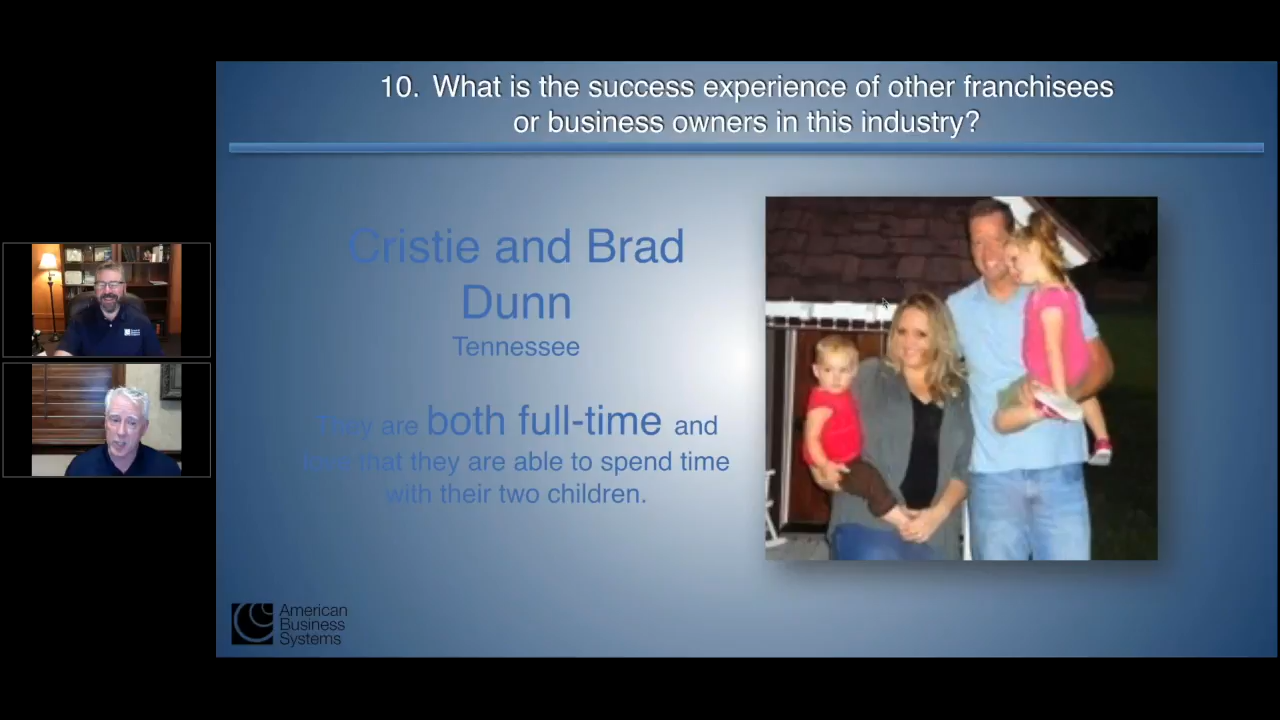 10. What is the success experience of other franchisees
or business owners in this industry?
Cristie and Brad
Dunn
Tennessee
They are both full-time and
love that they are able to spend time
with their two children.
American
Business
Systems